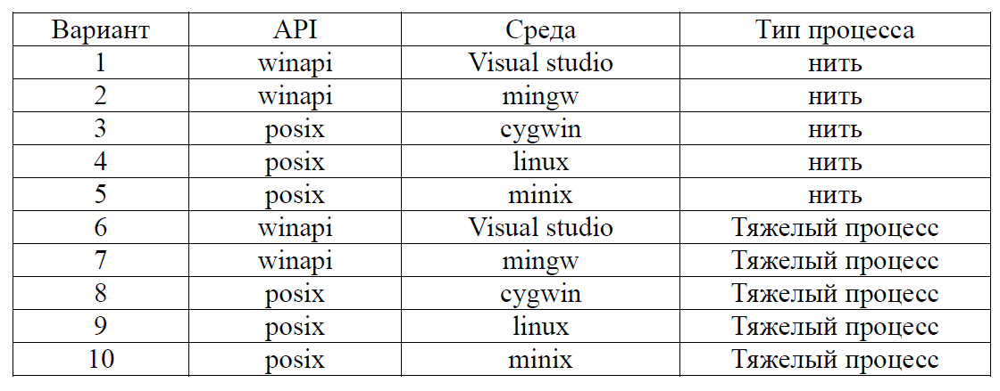 Вариант API Среда Тип процесса
1 winapi Visual studio нить
2 winapi mingw нить
3 posix cygwin нить
4 posix linux нить
5 posix minix нить
6 winapi Visual studio Тяжелый процесс
7 winapi mingw Тяжелый процесс
8 posix cygwin Тяжелый процесс
9 posix linux Тяжелый процесс
10 posix minix Тяжелый процесс